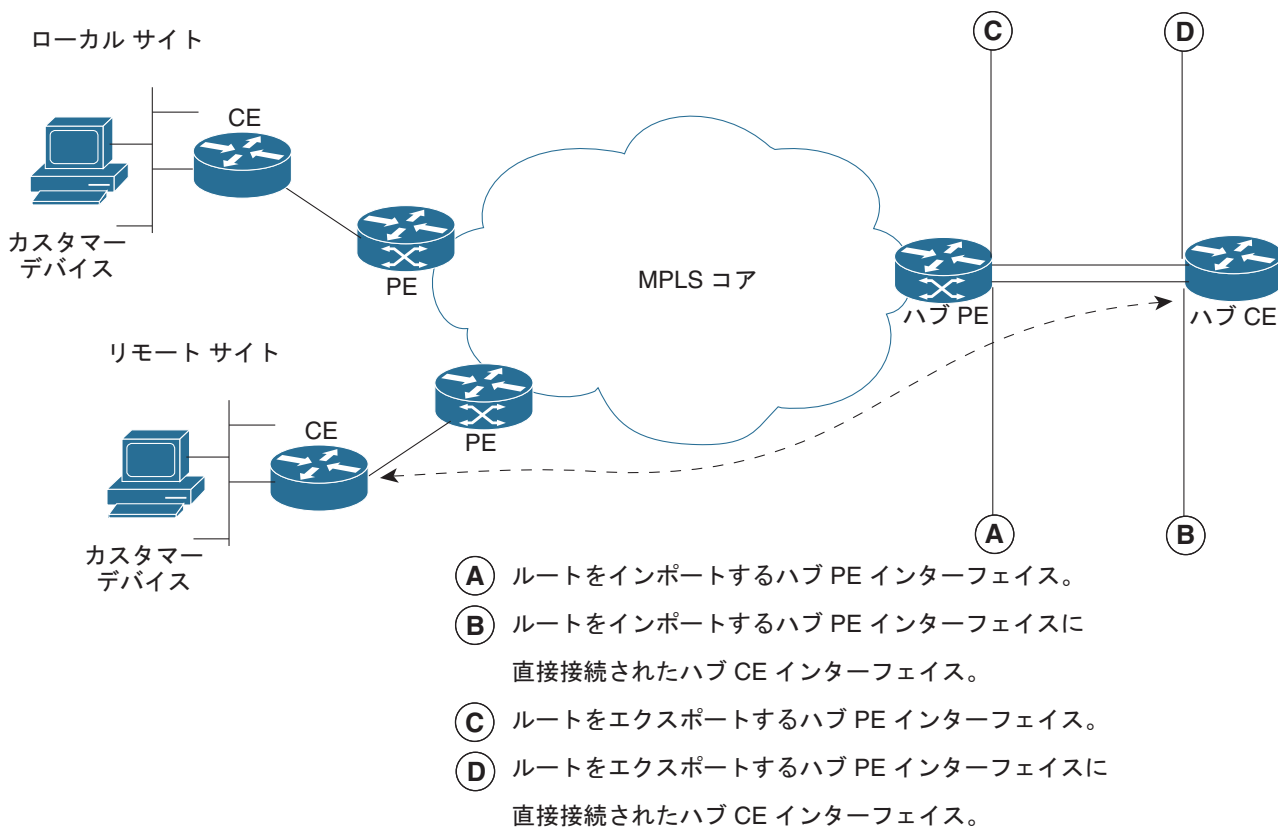 C
D
ローカル サイト
CE
カスタマー
デバイス
PE
MPLS コア
ハブ PE
ハブ CE
リモート サイト
CE
PE
カスタマー
デバイス
A
B
A ルートをインポートするハブ PE インターフェイス。
B ルートをインポートするハブ PE インターフェイスに
直接接続されたハブ CE インターフェイス。
C ルートをエクスポートするハブ PE インターフェイス。
D ルートをエクスポートするハブ PE インターフェイスに
直接接続されたハブ CE インターフェイス。